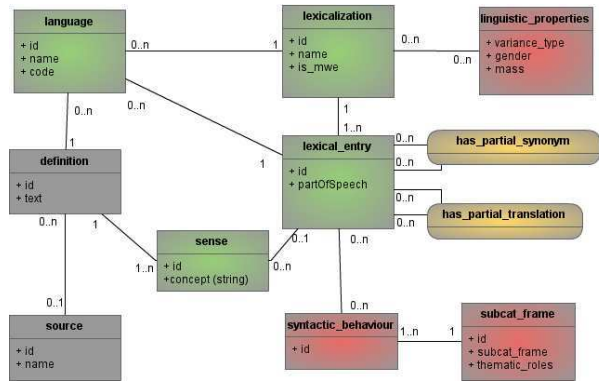 language
+ id
+ name
+ code
lexicalization
+ id
+ name
+ is_mwe
linguistic_properties
+ variance_type
+ gender
+ mass
0..n
1
0..n
0..n
0..n
0..n
1
1..n
1
1
definition
+ id
+ text
lexical_entry
+ id
+ partOfSpeech
0..n
0..n
has_partial_synonym
0..n
0..n
has_partial_translation
0..n
1
1..n
sense
+ id
+concept (string)
0..1
0..n
0..n
0..n
0..1
source
+ id
+ name
syntactic_behaviour
+ id
1..n
1
subcat_frame
+ id
+ subcat_frame
+ thematic_roles